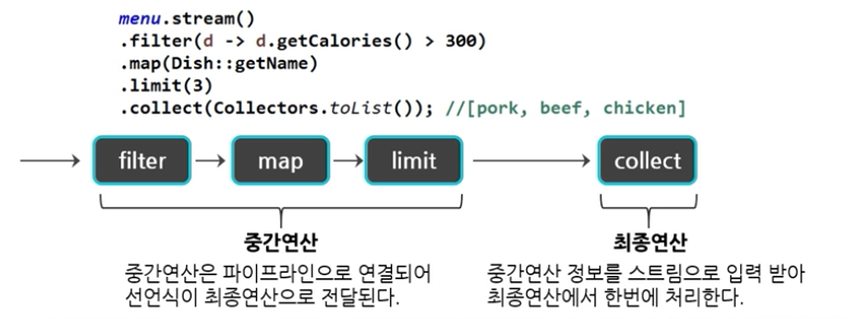 menu.stream()
.filter(d -> d.getCalories() > 300)
.map(Dish::getName)
.limit(3)
.collect(Collectors.toList()); //[pork, beef, chicken]
filter map limit collect
중간연산 최종연산
중간연산은 파이프라인으로 연결되어
선언식이 최종연산으로 전달된다.
중간연산 정보를 스트림으로 입력 받아
최종연산에서 한번에 처리한다.